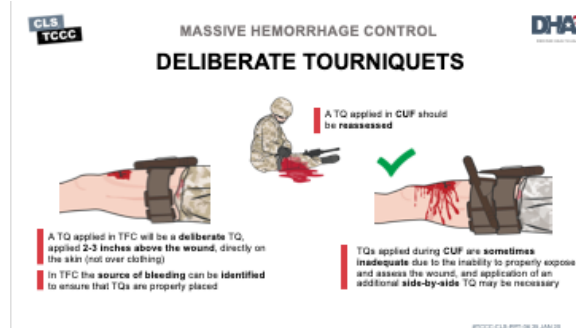 CLS
TCCC
MASSIVE HEMORRHAGE CONTROL
DHA
DELIBERATE TOURNIQUETS
A TQ applied in CUF should
be reassessed
A TQ applied in TFC will be a deliberate TQ,
applied 2-3 inches above the wound, directly on
the skin (not over clothing)
In TFC the source of bleeding can be identified
to ensure that TQs are properly placed
TQs applied during CUF are sometimes
inadequate due to the inability to properly expose
and assess the wound, and application of an
additional side-by-side TQ may be necessary